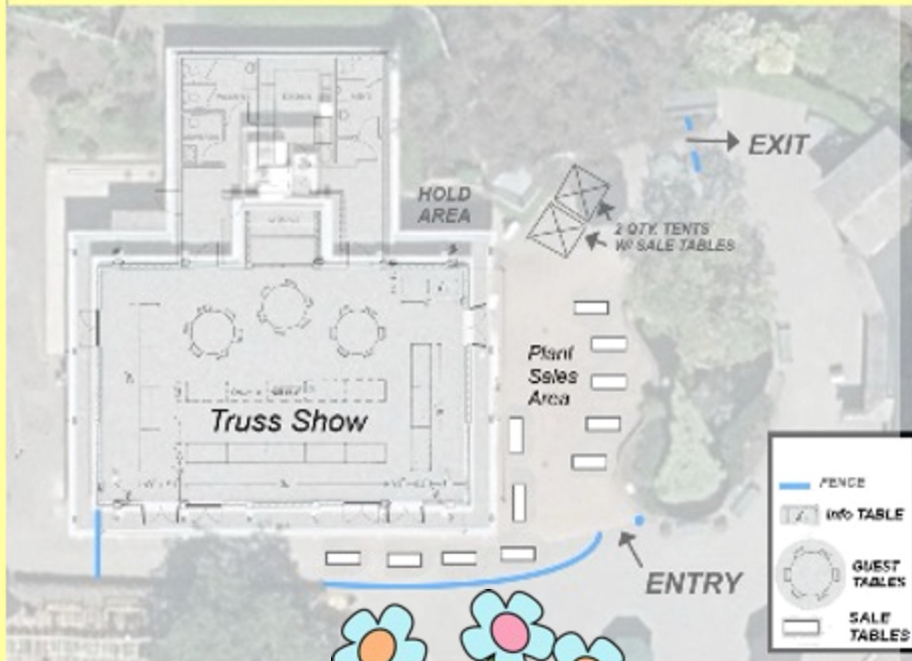 EXIT
HOLD
AREA
2 QTY. TENTS
W/ SALE TABLES
Plant
Sales
Area
Truss Show
FENCE
Info TABLE
GUEST
TABLES
SALE
TABLES
ENTRY